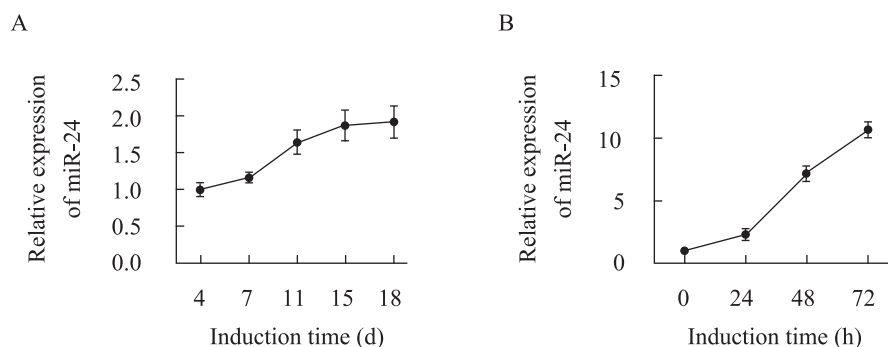 A
Relative expression
of miR-24
2.5
2.0
1.5
1.0
0.5
0.0
4 7 11 15 18
Induction time (d)
B
Relative expression
of miR-24
15
10
5
0
0 24 48 72
Induction time (h)